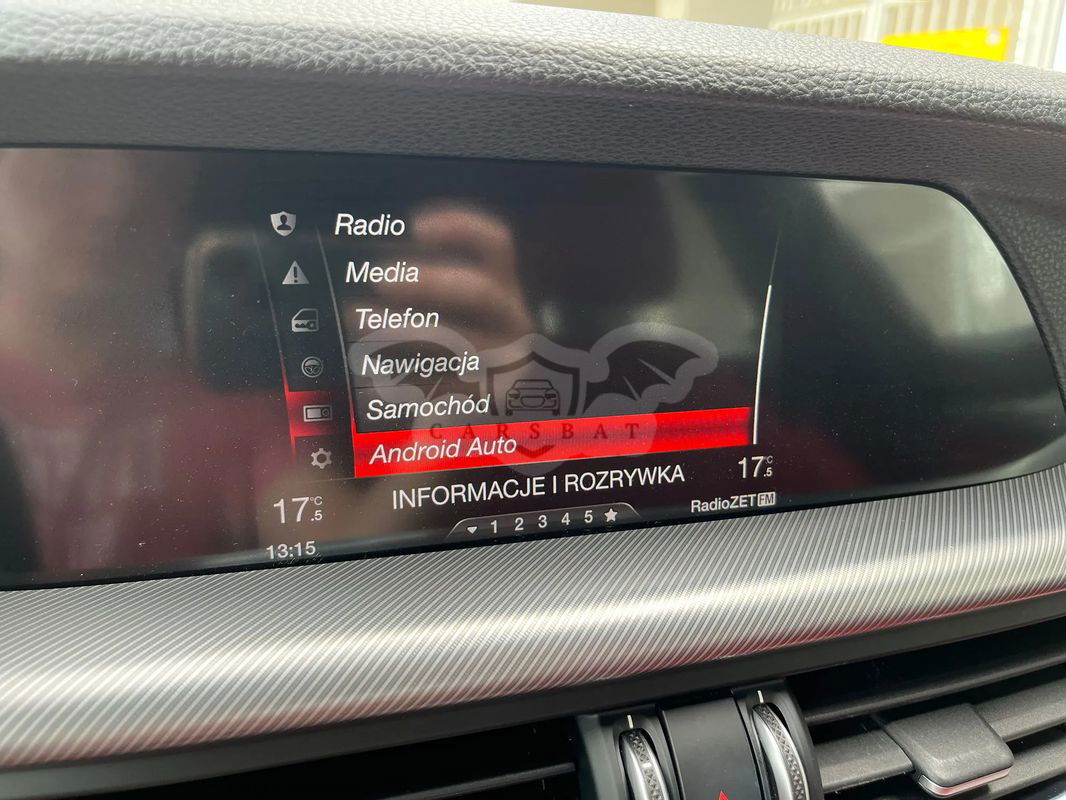 Radio
Media
Telefon
Nawigacja
Samochód
CARSBAT
Android Auto
INFORMACJE I ROZRYWKA
17.5°C
17.5°C
1 2 3 4 5
RadioZET FM
13:15